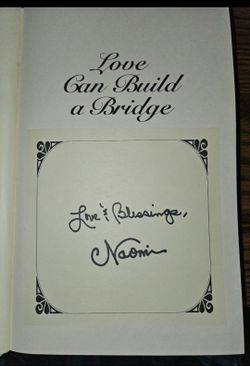 Love
Can Build
a Bridge
Love & Blessings,
Naomi